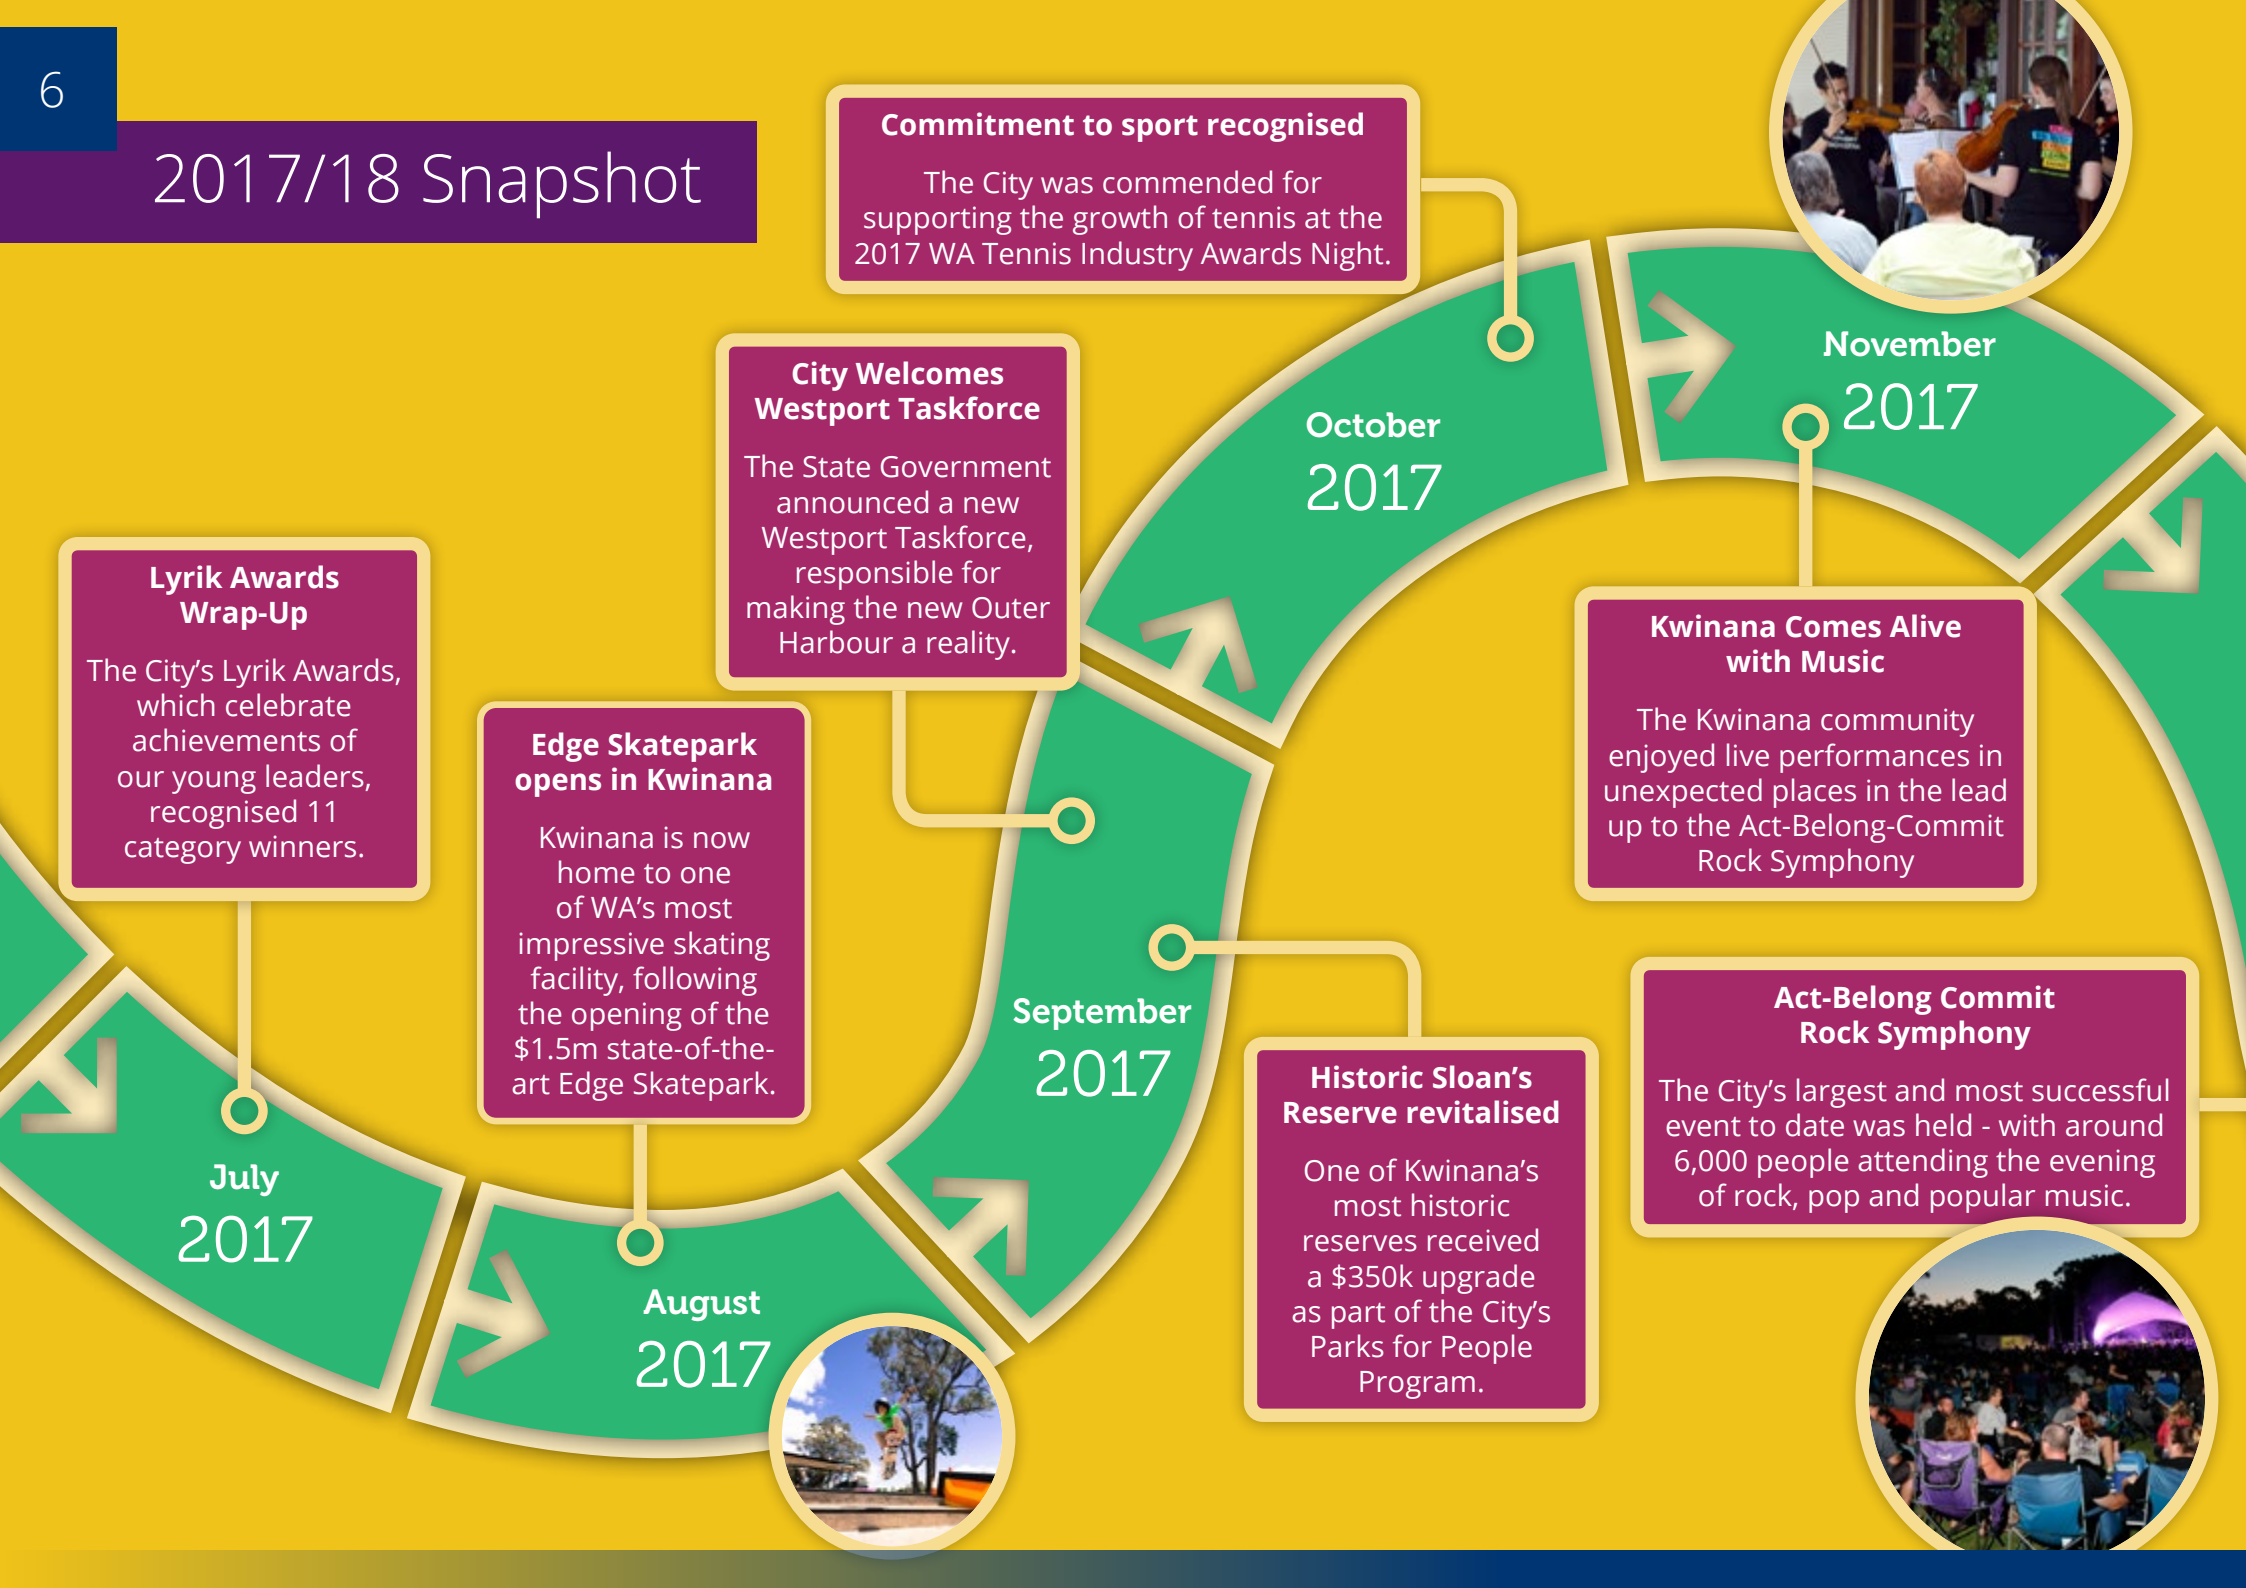 6
2017/18 Snapshot
Commitment to sport recognised
The City was commended for
supporting the growth of tennis at the
2017 WA Tennis Industry Awards Night.
City Welcomes
Westport Taskforce
The State Government
announced a new
Westport Taskforce,
responsible for
making the new Outer
Harbour a reality.
Lyrik Awards
Wrap-Up
The City’s Lyrik Awards,
which celebrate
achievements of
our young leaders,
recognised 11
category winners.
Edge Skatepark
opens in Kwinana
Kwinana is now
home to one
of WA’s most
impressive skating
facility, following
the opening of the
$1.5m state-of-the-
art Edge Skatepark.
July
2017
August
2017
September
2017
October
2017
November
2017
Kwinana Comes Alive
with Music
The Kwinana community
enjoyed live performances in
unexpected places in the lead
up to the Act-Belong-Commit
Rock Symphony
Historic Sloan’s
Reserve revitalised
One of Kwinana’s
most historic
reserves received
a $350k upgrade
as part of the City’s
Parks for People
Program.
Act-Belong Commit
Rock Symphony
The City’s largest and most successful
event to date was held - with around
6,000 people attending the evening
of rock, pop and popular music.